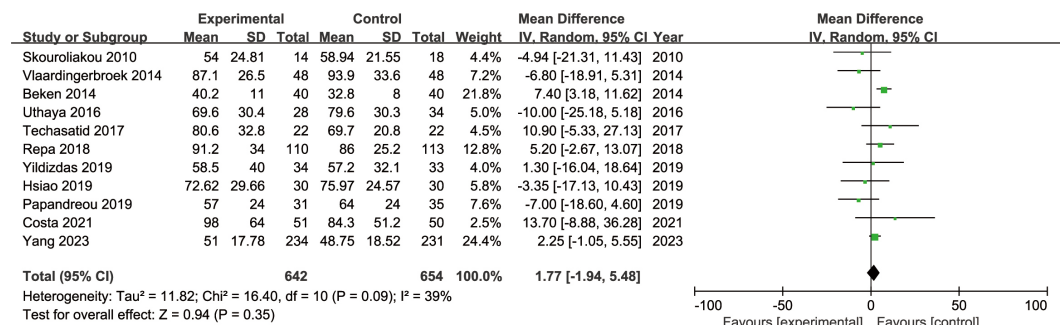 Experimental Control Mean Difference Mean Difference
Study or Subgroup Mean SD Total Mean SD Total Weight IV, Random, 95% CI Year IV, Random, 95% CI
Skouroliakou 2010 54 24.81 14 58.94 21.55 18 4.4% -4.94 [-21.31, 11.43] 2010
Vlaardingerbroek 2014 87.1 26.5 48 93.9 33.6 48 7.2% -6.80 [-18.91, 5.31] 2014
Beken 2014 40.2 11 40 32.8 8 40 21.8% 7.40 [3.18, 11.62] 2014
Uthaya 2016 69.6 30.4 28 79.6 30.3 34 5.0% -10.00 [-25.18, 5.18] 2016
Techasatid 2017 80.6 32.8 22 69.7 20.8 22 4.5% 10.90 [-5.33, 27.13] 2017
Repa 2018 91.2 34 110 86 25.2 113 12.8% 5.20 [-2.67, 13.07] 2018
Yildizdas 2019 58.5 40 34 57.2 32.1 33 4.0% 1.30 [-16.04, 18.64] 2019
Hsiao 2019 72.62 29.66 30 75.97 24.57 30 5.8% -3.35 [-17.13, 10.43] 2019
Papandreou 2019 57 24 31 64 24 35 7.6% -7.00 [-18.60, 4.60] 2019
Costa 2021 98 64 51 84.3 51.2 50 2.5% 13.70 [-8.88, 36.28] 2021
Yang 2023 51 17.78 234 48.75 18.52 231 24.4% 2.25 [-1.05, 5.55] 2023
Total (95% CI) 642 654 100.0% 1.77 [-1.94, 5.48]
Heterogeneity: Tau² = 11.82; Chi² = 16.40, df = 10 (P = 0.09); I² = 39%
Test for overall effect: Z = 0.94 (P = 0.35)
-100 -50 0 50 100
Favours [experimental] Favours [control]